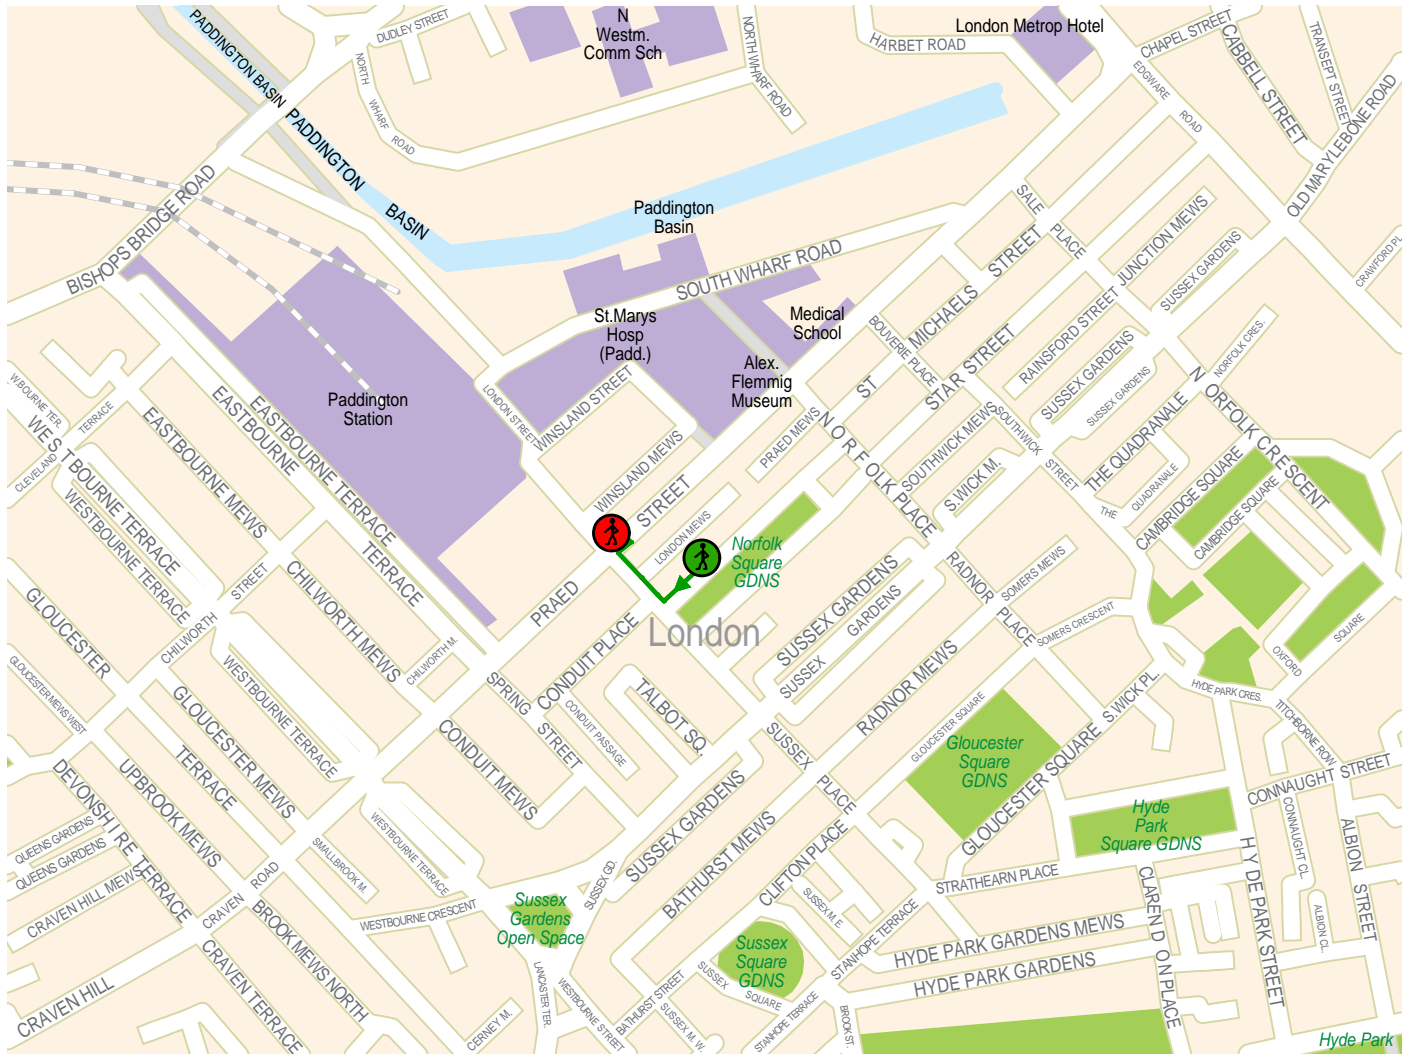 PADDINGTON BASIN
PADDINGTON
BASIN
DUDLEY STREET
NORTH
WHARF
ROAD
N
Westm.
Comm Sch
NORTH WHARF ROAD
HARBET ROAD
London Metrop Hotel
CHAPEL STREET
CABBELL STREET
TRANSEPT STREET
EDGWARE
ROAD
OLD MARYLEBONE ROAD
CRAWFORD PL.
BISHOPS BRIDGE ROAD
Paddington
Basin
SOUTH WHARF ROAD
St.Marys
Hosp
(Padd.)
Medical
School
Alex.
Flemmig
Museum
Paddington
Station
SALE
PLACE
ST
MICHAELS
STREET
BOUVERIE PLACE
STAR STREET
RAINSFORD STREET
JUNCTION MEWS
SUSSEX GARDENS
SUSSEX GARDENS
SUSSEX GARDENS
NORFOLK CRES.
N ORFOLK CRESCENT
THE QUADRANALE
THE
QUADRANALE
CAMBRIDGE SQUARE
CAMBRIDGE SQUARE
SOUTHWICK
STREET
SOUTHWICK MEWS
S.WICK M.
NORFOLK PLACE
PRAED MEWS
LONDON STREET
WINSLAND STREET
WINSLAND MEWS
PRAED
STREET
LONDON MEWS
Norfolk
Square
GDNS
London
W.BOURNE TER.
CLEVELAND
TERRACE
WESTBOURNE TERRACE
WESTBOURNE TERRACE
EASTBOURNE MEWS
EASTBOURNE
TERRACE
EASTBOURNE TERRACE
CHILWORTH
STREET
CHILWORTH MEWS
CHILWORTH M.
GLOUCESTER
TERRACE
GLOUCESTER MEWS WEST
GLOUCESTER MEWS
WESTBOURNE TERRACE
WESTBOURNE TERRACE
SPRING
STREET
CONDUIT PLACE
CONDUIT PASSAGE
CONDUIT MEWS
TALBOT SQ.
SUSSEX GARDENS
SUSSEX
GARDENS
RADNOR
PLACE
RADNOR MEWS
SOMERS MEWS
SOMERS CRESCENT
HYDE PARK CRES.
OXFORD
SQUARE
TITCHBORNE ROW
CONNAUGHT STREET
CONNAUGHT CL.
ALBION
STREET
ALBION CL.
HYDE PARK STREET
CLAREND ON PLACE
GLOUCESTER SQUARE
GLOUCESTER SQUARE
S.WICK PL.
Gloucester
Square
GDNS
Hyde
Park
Square GDNS
SUSSEX
PLACE
SUSSEX GARDENS
BATHURST MEWS
CLIFTON PLACE
SUSSEX M. E
STRATHEARN PLACE
STANHOPE TERRACE
STANHOPE TERRACE
HYDE PARK GARDENS MEWS
HYDE PARK GARDENS
BROOK ST.
Sussex
Square
GDNS
SUSSEX
SQUARE
SUSSEX M. W.
BATHURST STREET
WESTBOURNE STREET
LANCASTER TER.
Sussex
Gardens
Open Space
SUSSEX GD.
WESTBOURNE CRESCENT
SMALLBROOK M.
DEVONSHIRE TERRACE
UPBROOK MEWS
QUEENS GARDENS
QUEENS GARDENS
CRAVEN HILL MEWS
CRAVEN
ROAD
CRAVEN HILL
CRAVEN TERRACE
BROOK MEWS NORTH
CERNEY M.
Hyde Park